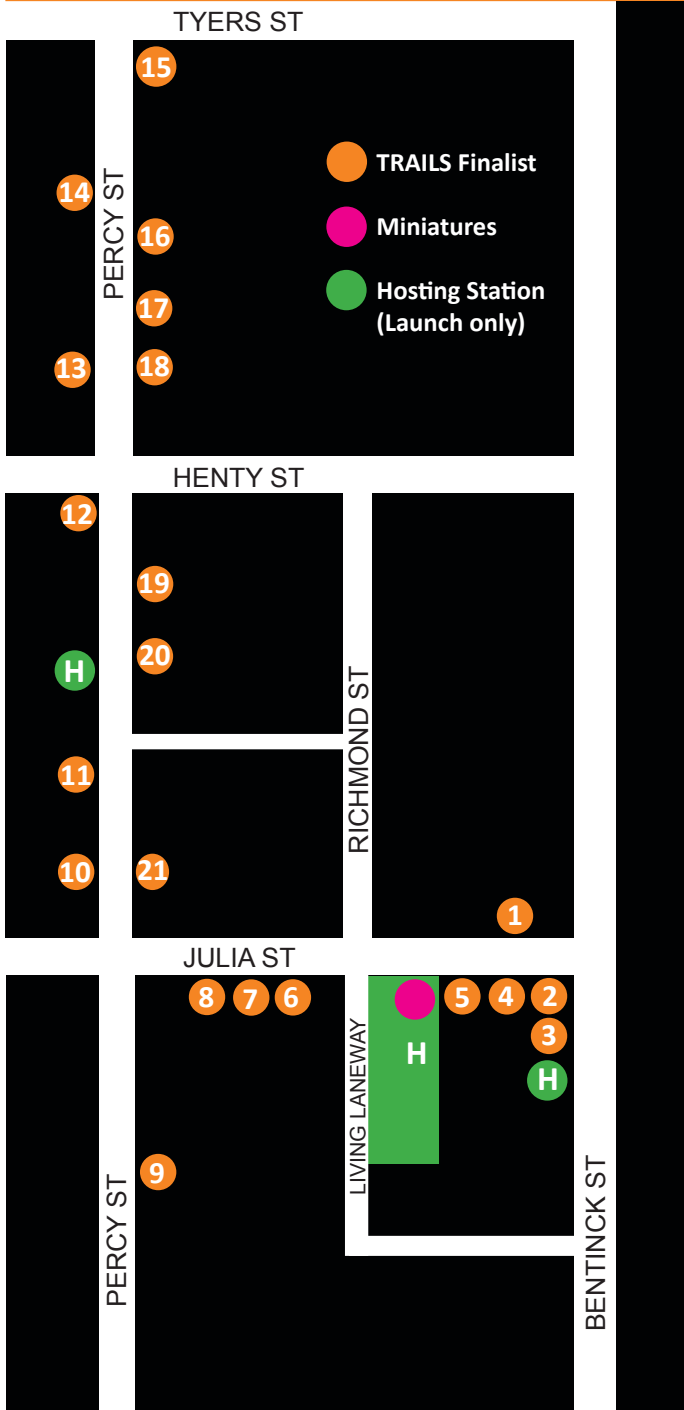 TYERS ST
15
TRAILS Finalist
14
PERCY ST
Miniatures
16
Hosting Station
(Launch only)
17
13
18
HENTY ST
12
19
20
H
RICHMOND ST
11
10
21
1
JULIA ST
8 7 6
5 4 2
3
H
H
LIVING LANEWAY
9
PERCY ST
BENTINCK ST